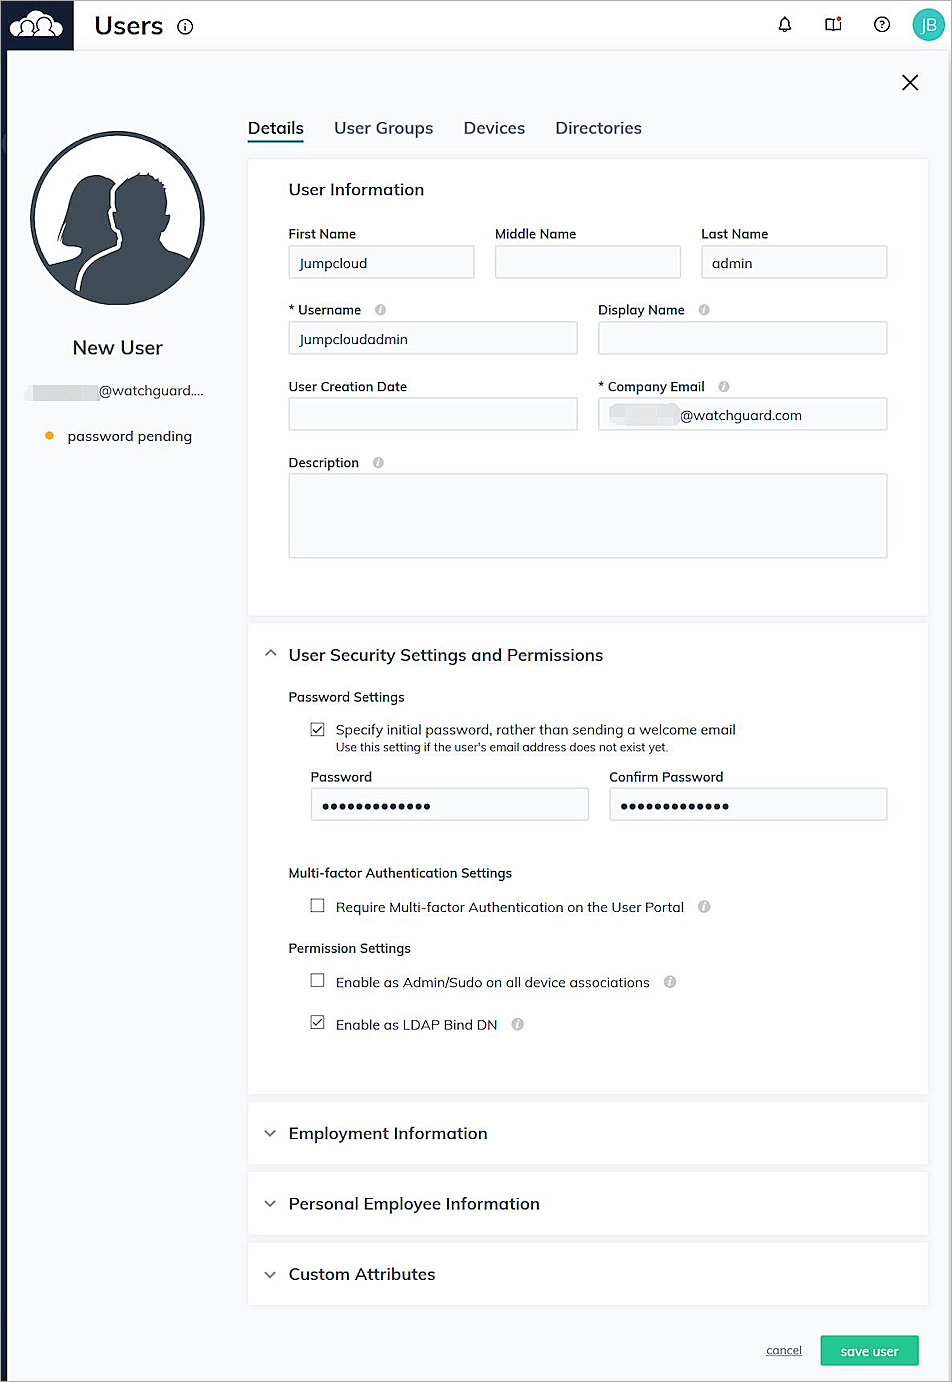 Users
JB
Details User Groups Devices Directories
New User
@watchguard....
password pending
User Information
First Name Middle Name Last Name
Jumpcloud admin
* Username Display Name
Jumpcloudadmin
User Creation Date * Company Email
@watchguard.com
Description
User Security Settings and Permissions
Password Settings
Specify initial password, rather than sending a welcome email
Use this setting if the user's email address does not exist yet.
Password Confirm Password
••••••••••••• •••••••••••••
Multi-factor Authentication Settings
Require Multi-factor Authentication on the User Portal
Permission Settings
Enable as Admin/Sudo on all device associations
Enable as LDAP Bind DN
Employment Information
Personal Employee Information
Custom Attributes
cancel save user